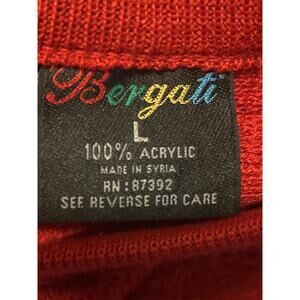 Bergati
L
100% ACRYLIC
MADE IN SYRIA
RN: 87392
SEE REVERSE FOR CARE